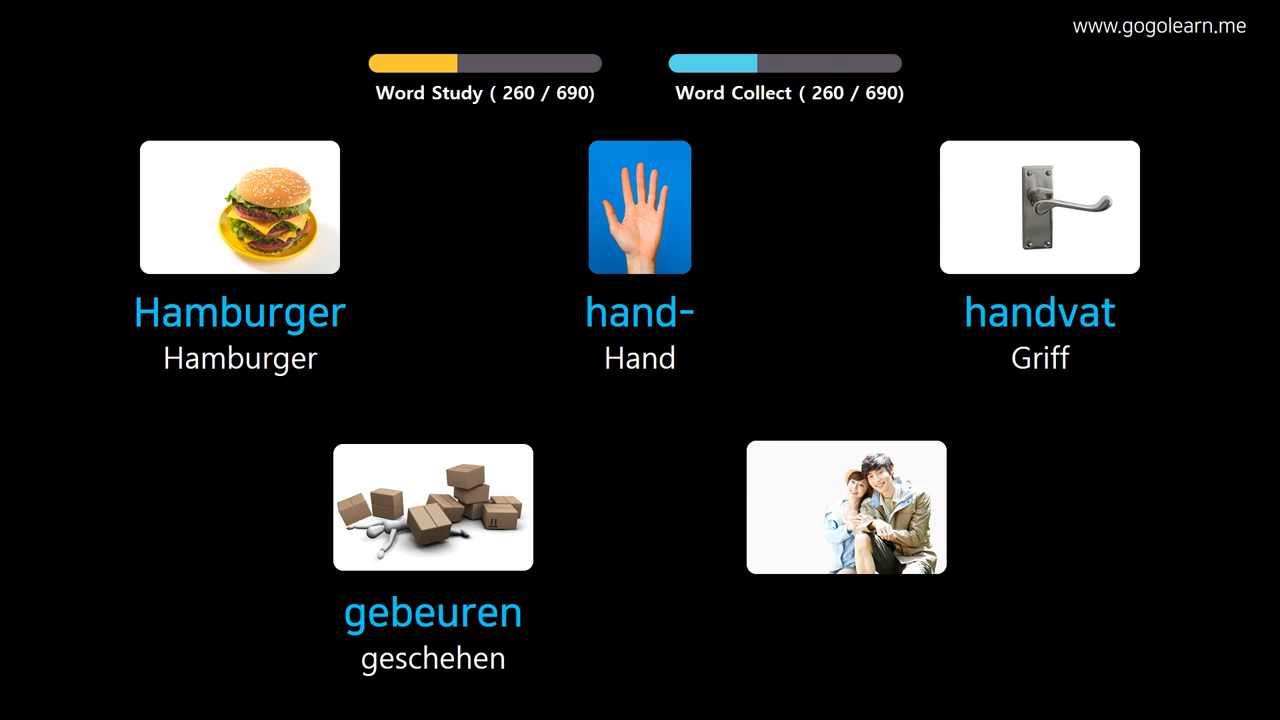 www.gogolearn.me
Word Study ( 260 / 690)
Word Collect ( 260 / 690)
Hamburger
Hamburger
hand-
Hand
handvat
Griff
gebeuren
geschehen